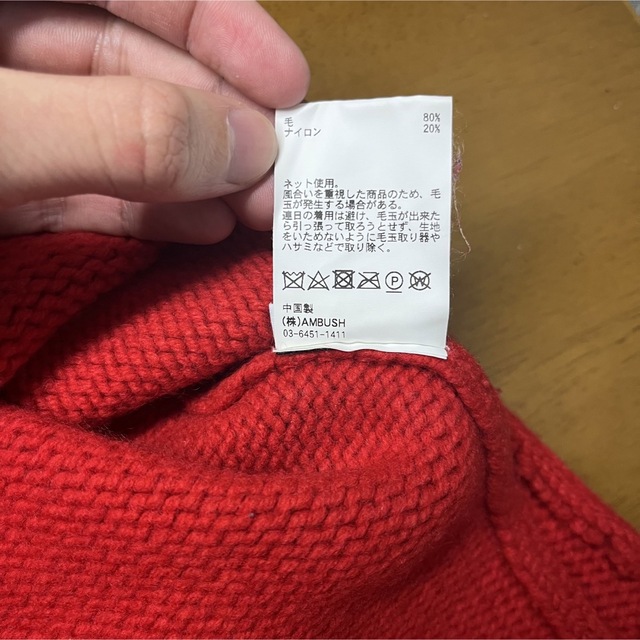 毛 80%
ナイロン 20%
ネット使用。
風合いを重視した商品のため、毛
玉が発生する場合がある。
連日の着用は避け、毛玉が出来た
ら引っ張って取ろうとせず、生地
をいためないように毛玉取り器や
ハサミなどで取り除く。
P W
中国製
(株)AMBUSH
03-6451-1411